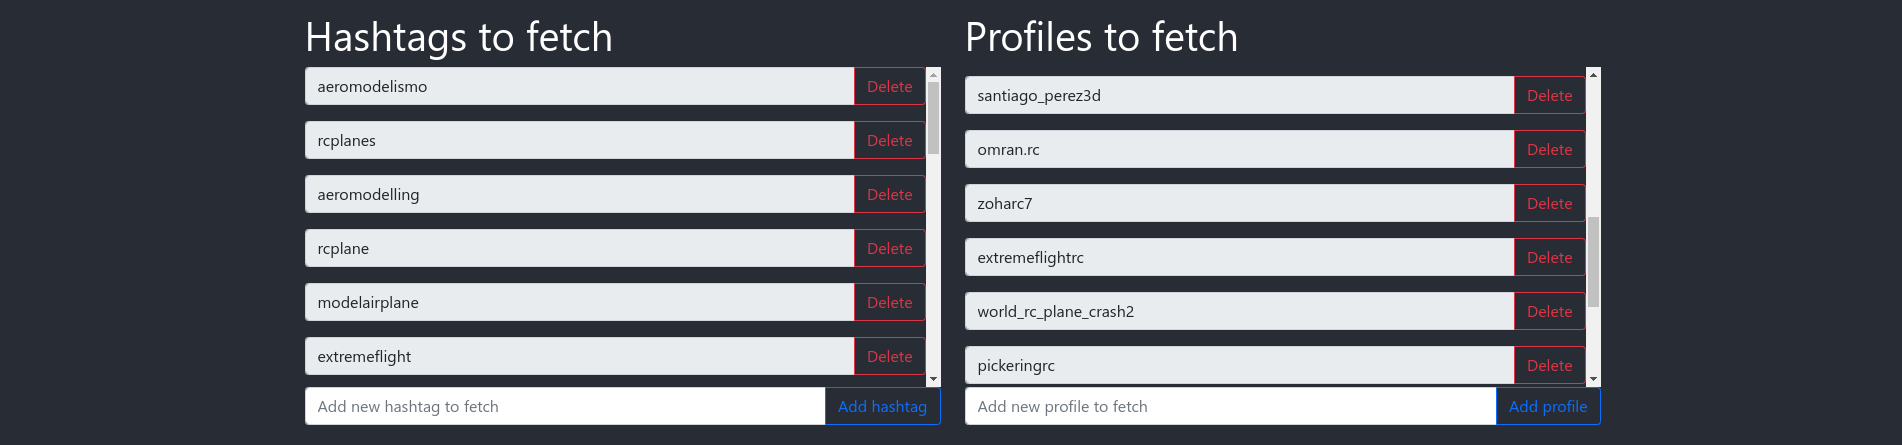 Hashtags to fetch
aeromodelismo Delete
rcplanes Delete
aeromodelling Delete
rcplane Delete
modelairplane Delete
extremeflight Delete
Add new hashtag to fetch Add hashtag
Profiles to fetch
santiago_perez3d Delete
omran.rc Delete
zoharc7 Delete
extremeflightrc Delete
world_rc_plane_crash2 Delete
pickeringrc Delete
Add new profile to fetch Add profile